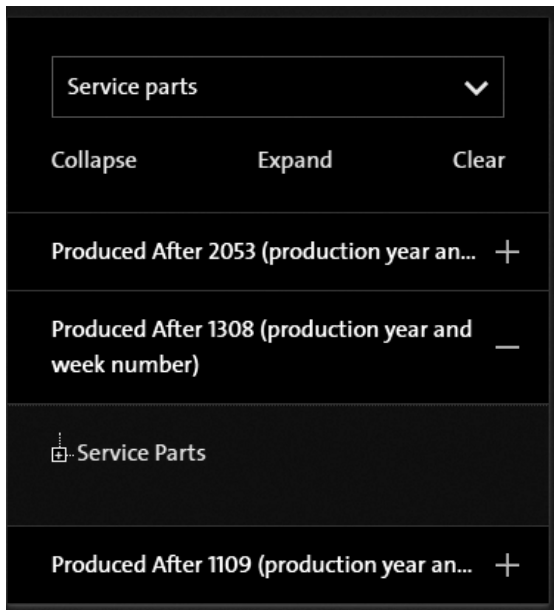 Service parts
Collapse Expand Clear
Produced After 2053 (production year an...
Produced After 1308 (production year and
week number)
Service Parts
Produced After 1109 (production year an...